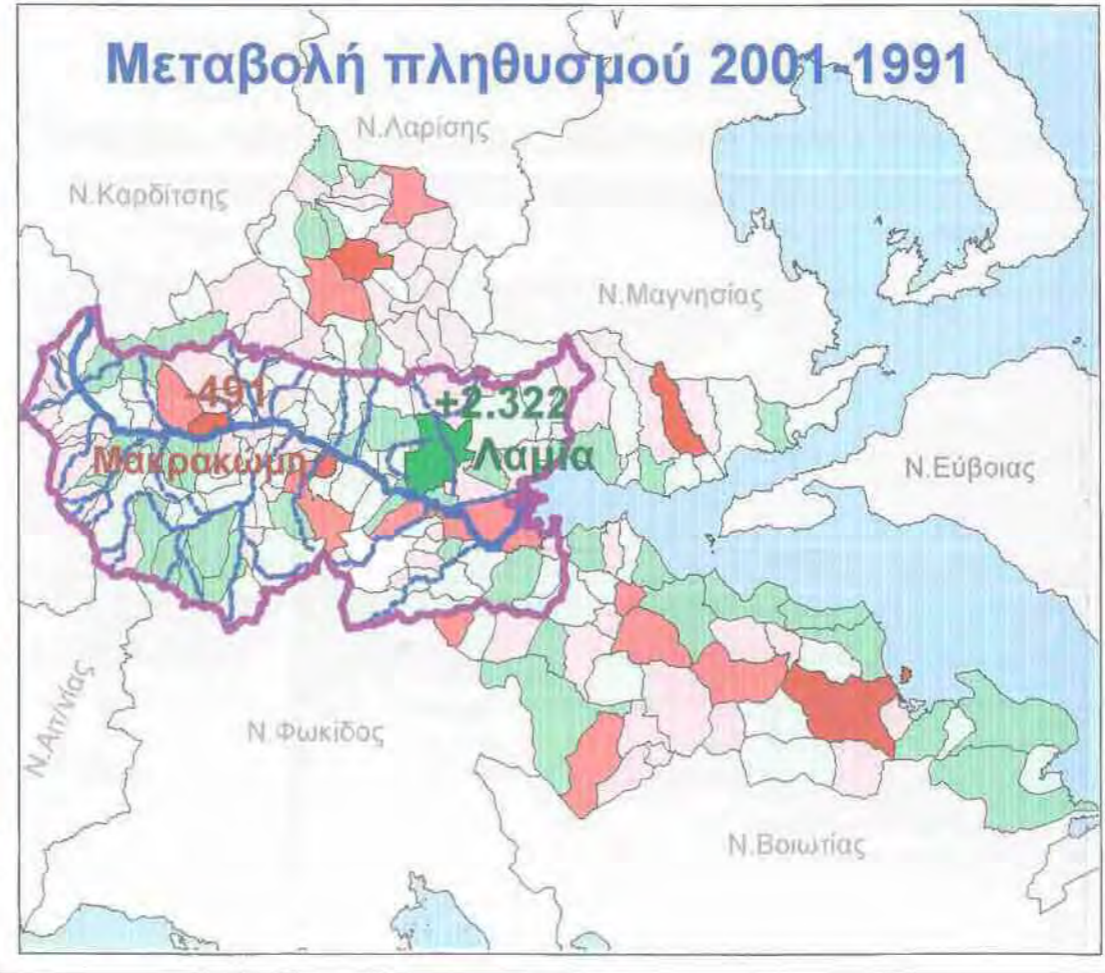 Μεταβολή πληθυσμού 2001-1991
Ν.Λαρίσης
Ν.Καρδίτσης
Ν.Μαγνησίας
-491
+2.322
Μακρακώμη
Λαμία
Ν.Εύβοιας
Ν.Αιτ/νίας
Ν.Φωκίδος
Ν.Βοιωτίας